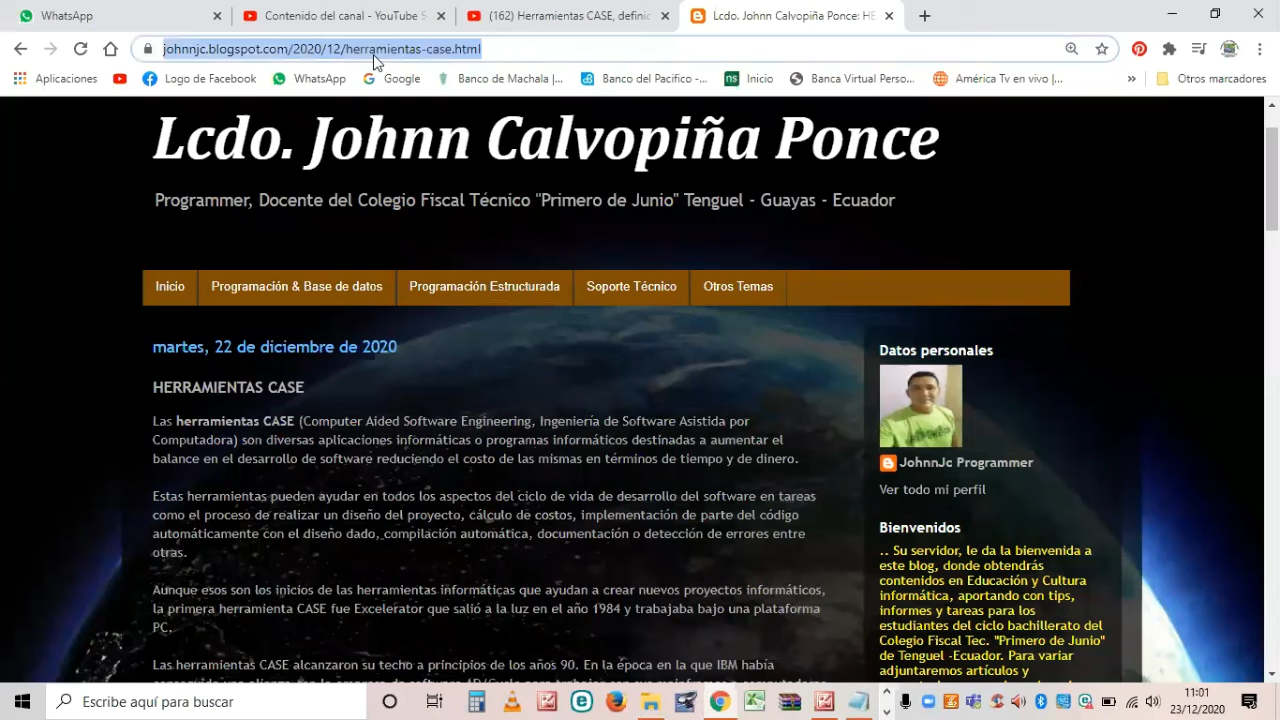 WhatsApp
Contenido del canal - YouTube S
(162) Herramientas CASE, definic
Lcdo. Johnn Calvopiña Ponce: HE
johnnjc.blogspot.com/2020/12/herramientas-case.html
Aplicaciones
Logo de Facebook
WhatsApp
Google
Banco de Machala |...
Banco del Pacifico -...
ns Inicio
Banca Virtual Perso...
América Tv en vivo |...
»
Otros marcadores
Lcdo. Johnn Calvopiña Ponce
Programmer, Docente del Colegio Fiscal Técnico "Primero de Junio" Tenguel - Guayas - Ecuador
Inicio
Programación & Base de datos
Programación Estructurada
Soporte Técnico
Otros Temas
martes, 22 de diciembre de 2020
HERRAMIENTAS CASE
Las herramientas CASE (Computer Aided Software Engineering, Ingeniería de Software Asistida por
Computadora) son diversas aplicaciones informáticas o programas informáticos destinadas a aumentar el
balance en el desarrollo de software reduciendo el costo de las mismas en términos de tiempo y de dinero.
Estas herramientas pueden ayudar en todos los aspectos del ciclo de vida de desarrollo del software en tareas
como el proceso de realizar un diseño del proyecto, cálculo de costos, implementación de parte del código
automáticamente con el diseño dado, compilación automática, documentación o detección de errores entre
otras.
Aunque esos son los inicios de las herramientas informáticas que ayudan a crear nuevos proyectos informáticos,
la primera herramienta CASE fue Excelerator que salió a la luz en el año 1984 y trabajaba bajo una plataforma
PC.
Las herramientas CASE alcanzaron su techo a principios de los años 90. En la época en la que IBM había
Datos personales
JohnnJc Programmer
Ver todo mi perfil
Bienvenidos
.. Su servidor, le da la bienvenida a
este blog, donde obtendrás
contenidos en Educación y Cultura
informática, aportando con tips,
informes y tareas para los
estudiantes del ciclo bachillerato del
Colegio Fiscal Tec. "Primero de Junio"
de Tenguel -Ecuador. Para variar
adjuntaremos artículos y
Escribe aquí para buscar
11:01
23/12/2020